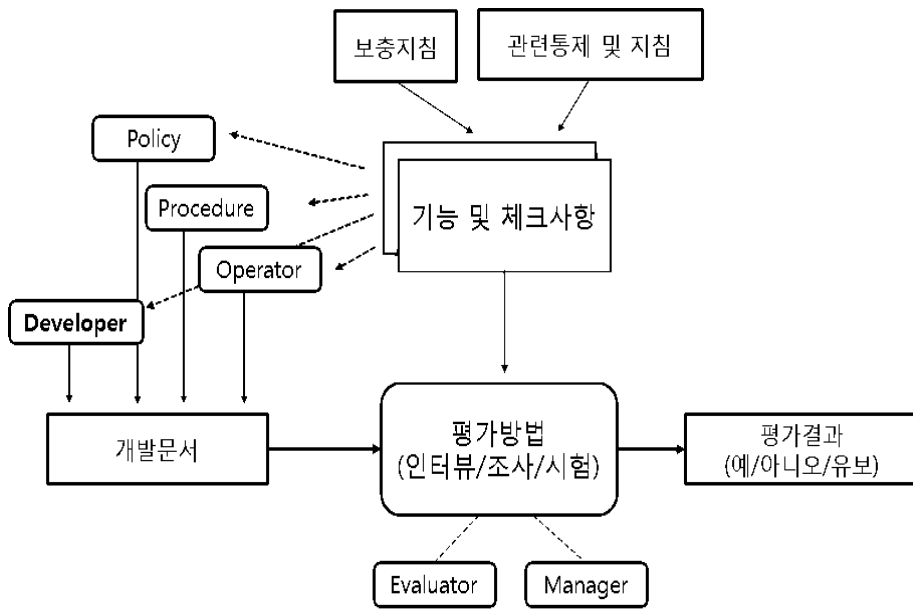 보충지침
관련통제 및 지침
Policy
Procedure
기능 및 체크사항
Operator
Developer
개발문서
평가방법
(인터뷰/조사/시험)
평가결과
(예/아니오/유보)
Evaluator
Manager